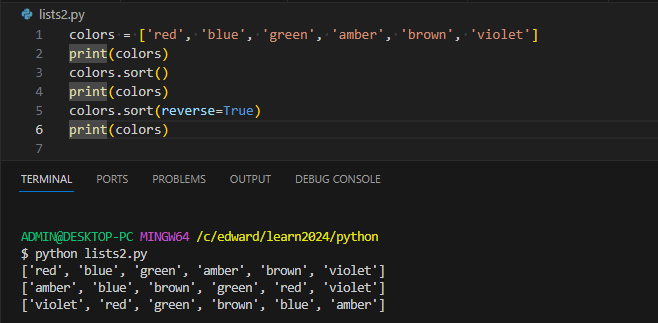 lists2.py
1 colors = ['red', 'blue', 'green', 'amber', 'brown', 'violet']
2 print(colors)
3 colors.sort()
4 print(colors)
5 colors.sort(reverse=True)
6 print(colors)
7
TERMINAL PORTS PROBLEMS OUTPUT DEBUG CONSOLE
ADMIN@DESKTOP-PC MINGW64 /c/edward/learn2024/python
$ python lists2.py
['red', 'blue', 'green', 'amber', 'brown', 'violet']
['amber', 'blue', 'brown', 'green', 'red', 'violet']
['violet', 'red', 'green', 'brown', 'blue', 'amber']